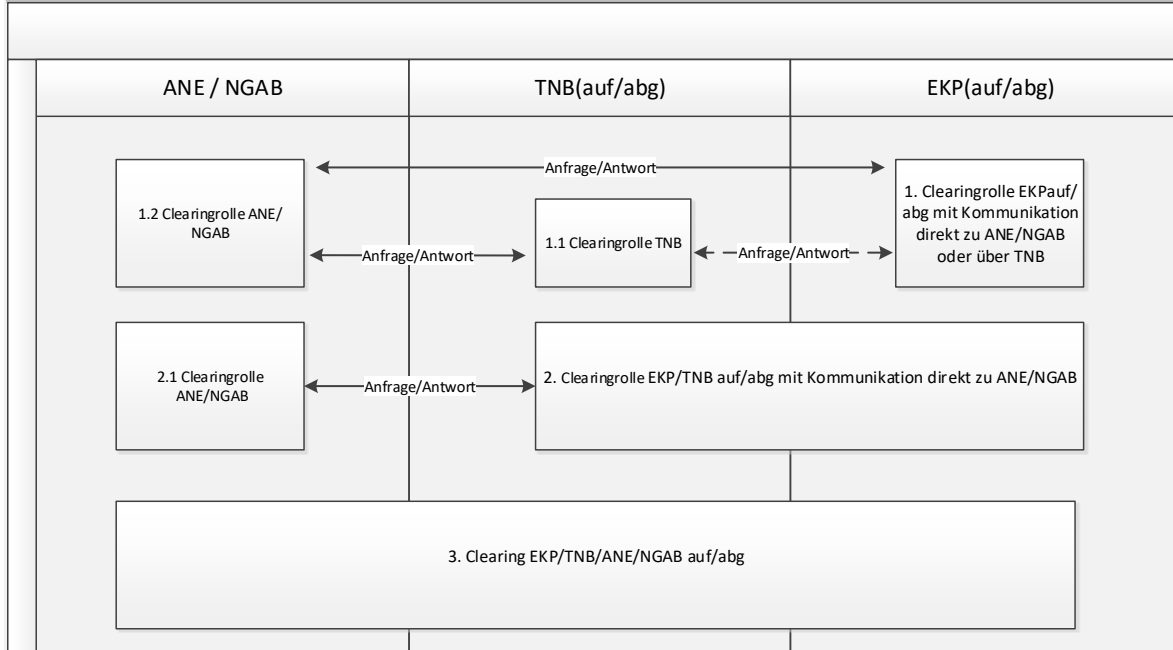 ANE / NGAB
TNB(auf/abg)
EKP(auf/abg)
Anfrage/Antwort
1.2 Clearingrolle ANE/
NGAB
1.1 Clearingrolle TNB
1. Clearingrolle EKPauf/
abg mit Kommunikation
direkt zu ANE/NGAB
oder über TNB
Anfrage/Antwort
Anfrage/Antwort
2.1 Clearingrolle
ANE/NGAB
Anfrage/Antwort
2. Clearingrolle EKP/TNB auf/abg mit Kommunikation direkt zu ANE/NGAB
3. Clearing EKP/TNB/ANE/NGAB auf/abg